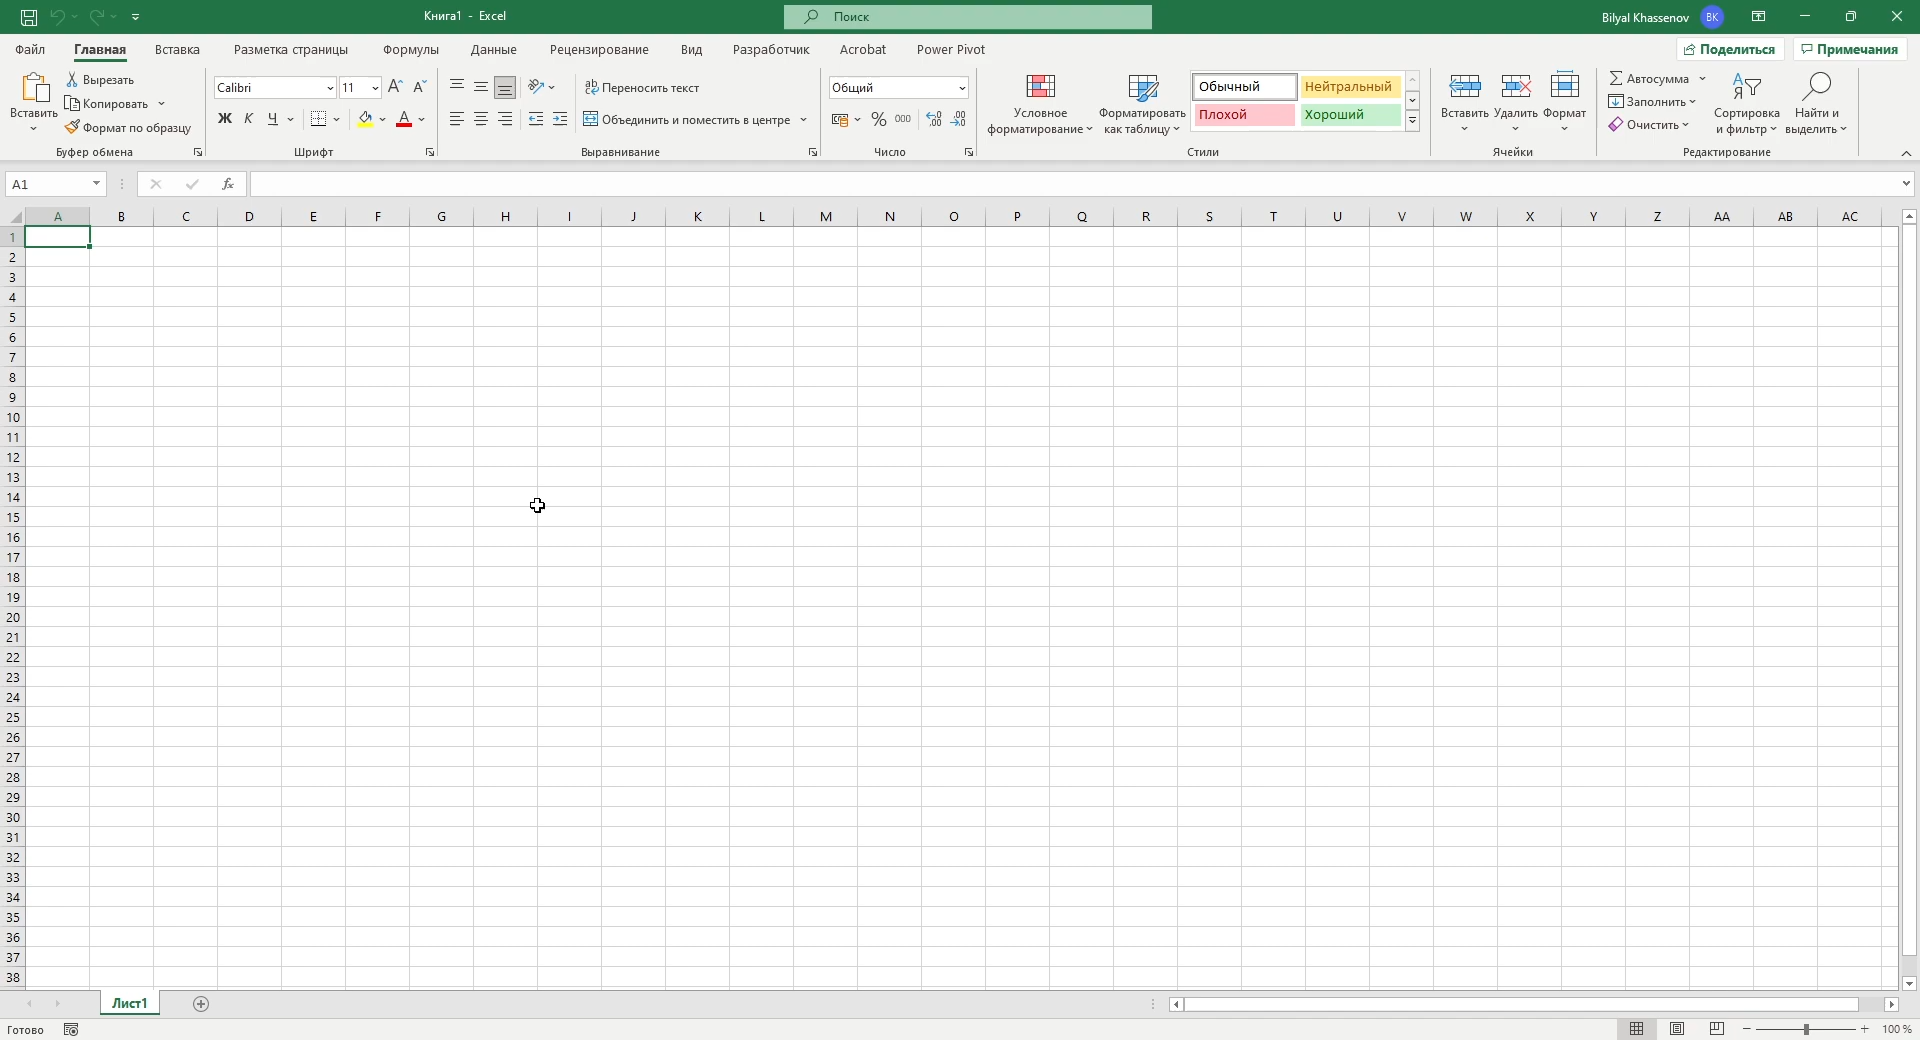 Книга1 - Excel
Поиск
Bilyal Khassenov
BK
Файл Главная Вставка Разметка страницы Формулы Данные Рецензирование Вид Разработчик Acrobat Power Pivot
Поделиться
Примечания
Вставить
Вырезать
Копировать
Формат по образцу
Буфер обмена
Calibri
11
Ж К Ч
Шрифт
Переносить текст
Объединить и поместить в центре
Выравнивание
Общий
% 000
Число
Условное
форматирование
Форматировать
как таблицу
Обычный
Нейтральный
Плохой
Хороший
Стили
Вставить
Удалить
Формат
Ячейки
Автосумма
Заполнить
Очистить
Сортировка
и фильтр
Найти и
выделить
Редактирование
A1
fx
A B C D E F G H I J K L M N O P Q R S T U V W X Y Z AA AB AC
1
2
3
4
5
6
7
8
9
10
11
12
13
14
15
16
17
18
19
20
21
22
23
24
25
26
27
28
29
30
31
32
33
34
35
36
37
38
Лист1
Готово
100 %